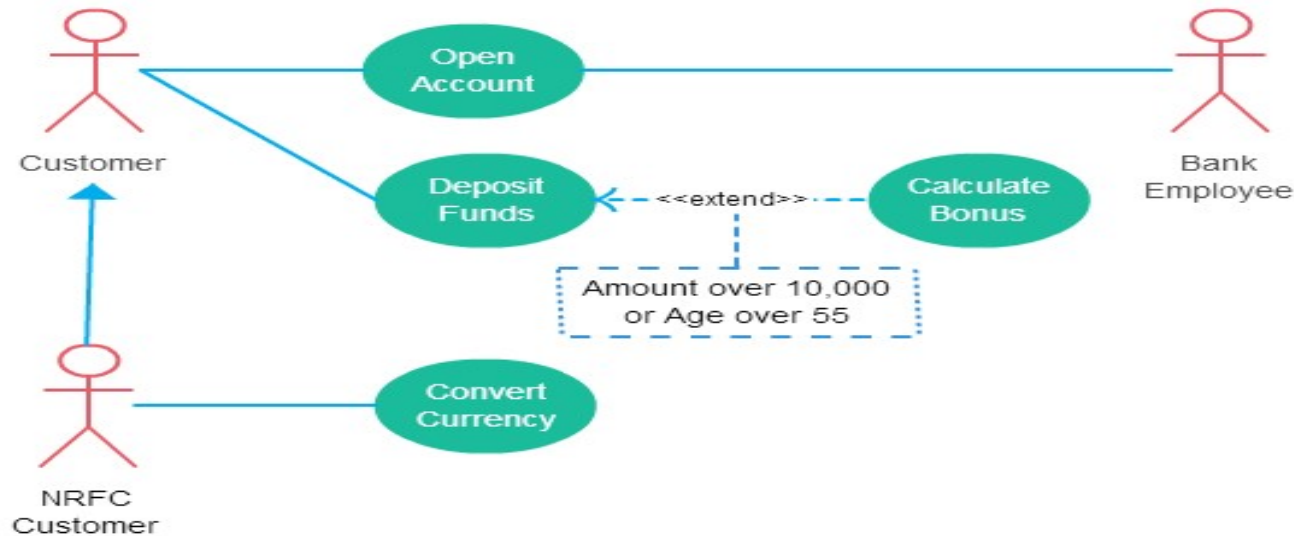 Open
Account
Customer
Bank
Employee
Deposit
Funds
<<extend>>
Calculate
Bonus
Amount over 10,000
or Age over 55
Convert
Currency
NRFC
Customer